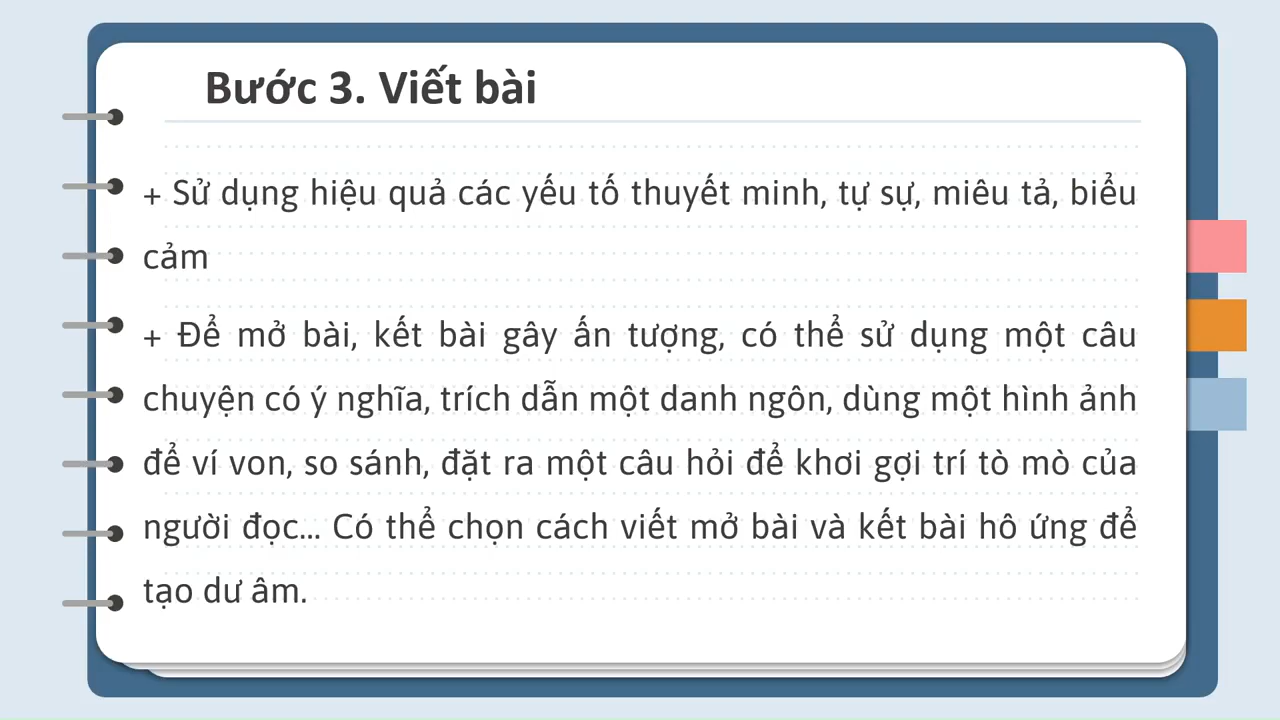 Bước 3. Viết bài
+ Sử dụng hiệu quả các yếu tố thuyết minh, tự sự, miêu tả, biểu
cảm
+ Để mở bài, kết bài gây ấn tượng, có thể sử dụng một câu
chuyện có ý nghĩa, trích dẫn một danh ngôn, dùng một hình ảnh
để ví von, so sánh, đặt ra một câu hỏi để khơi gợi trí tò mò của
người đọc... Có thể chọn cách viết mở bài và kết bài hô ứng để
tạo dư âm.